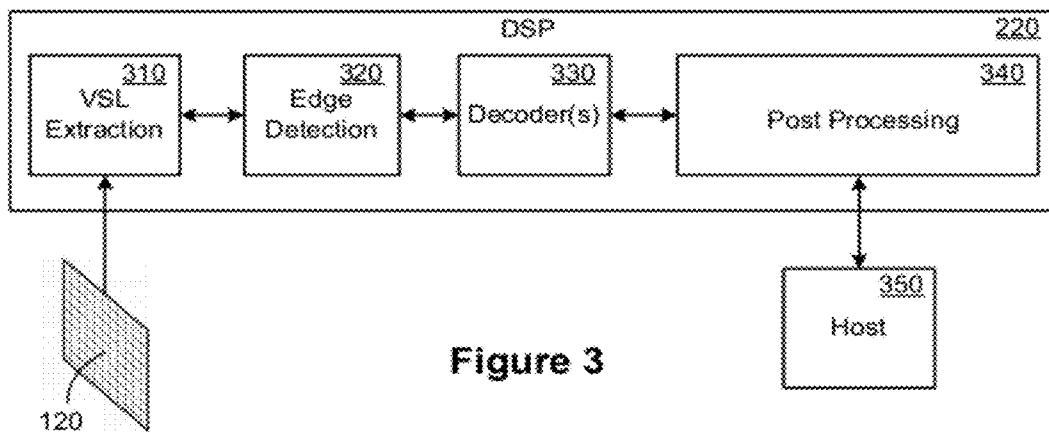 DSP
220
310
VSL
Extraction
320
Edge
Detection
330
Decoder(s)
340
Post Processing
350
Host
120
Figure 3